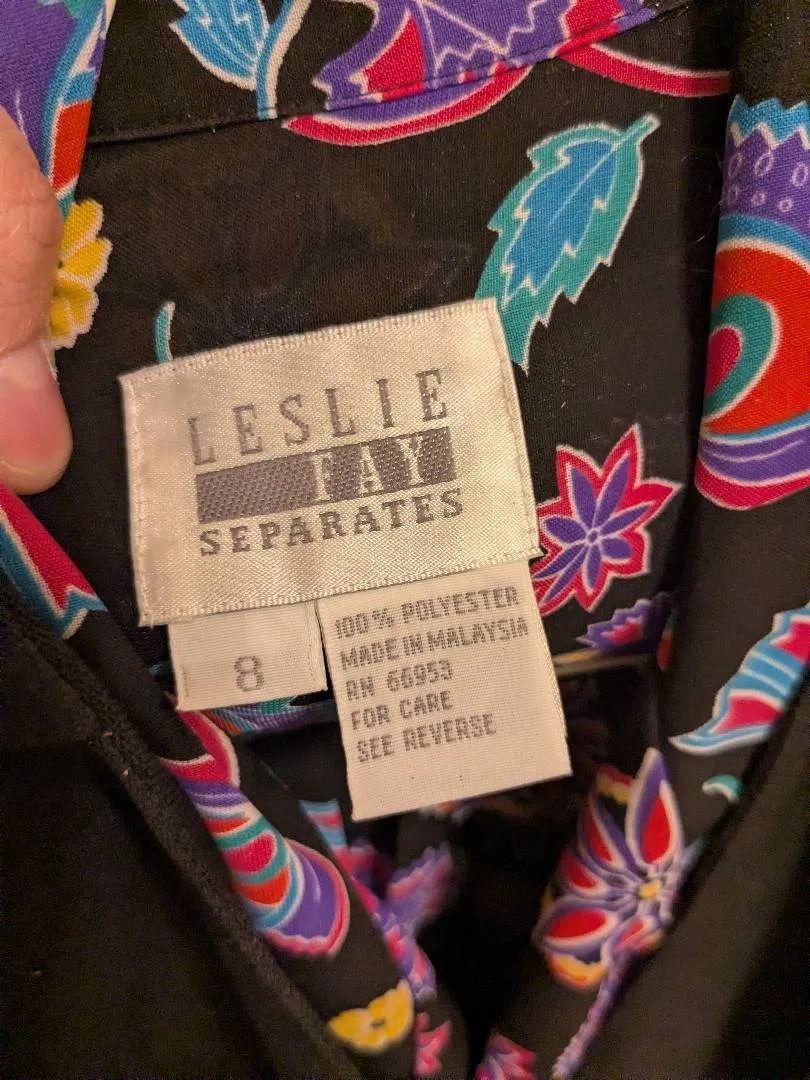 LESLIE
FAY
SEPARATES
8
100% POLYESTER
MADE IN MALAYSIA
RN 66953
FOR CARE
SEE REVERSE